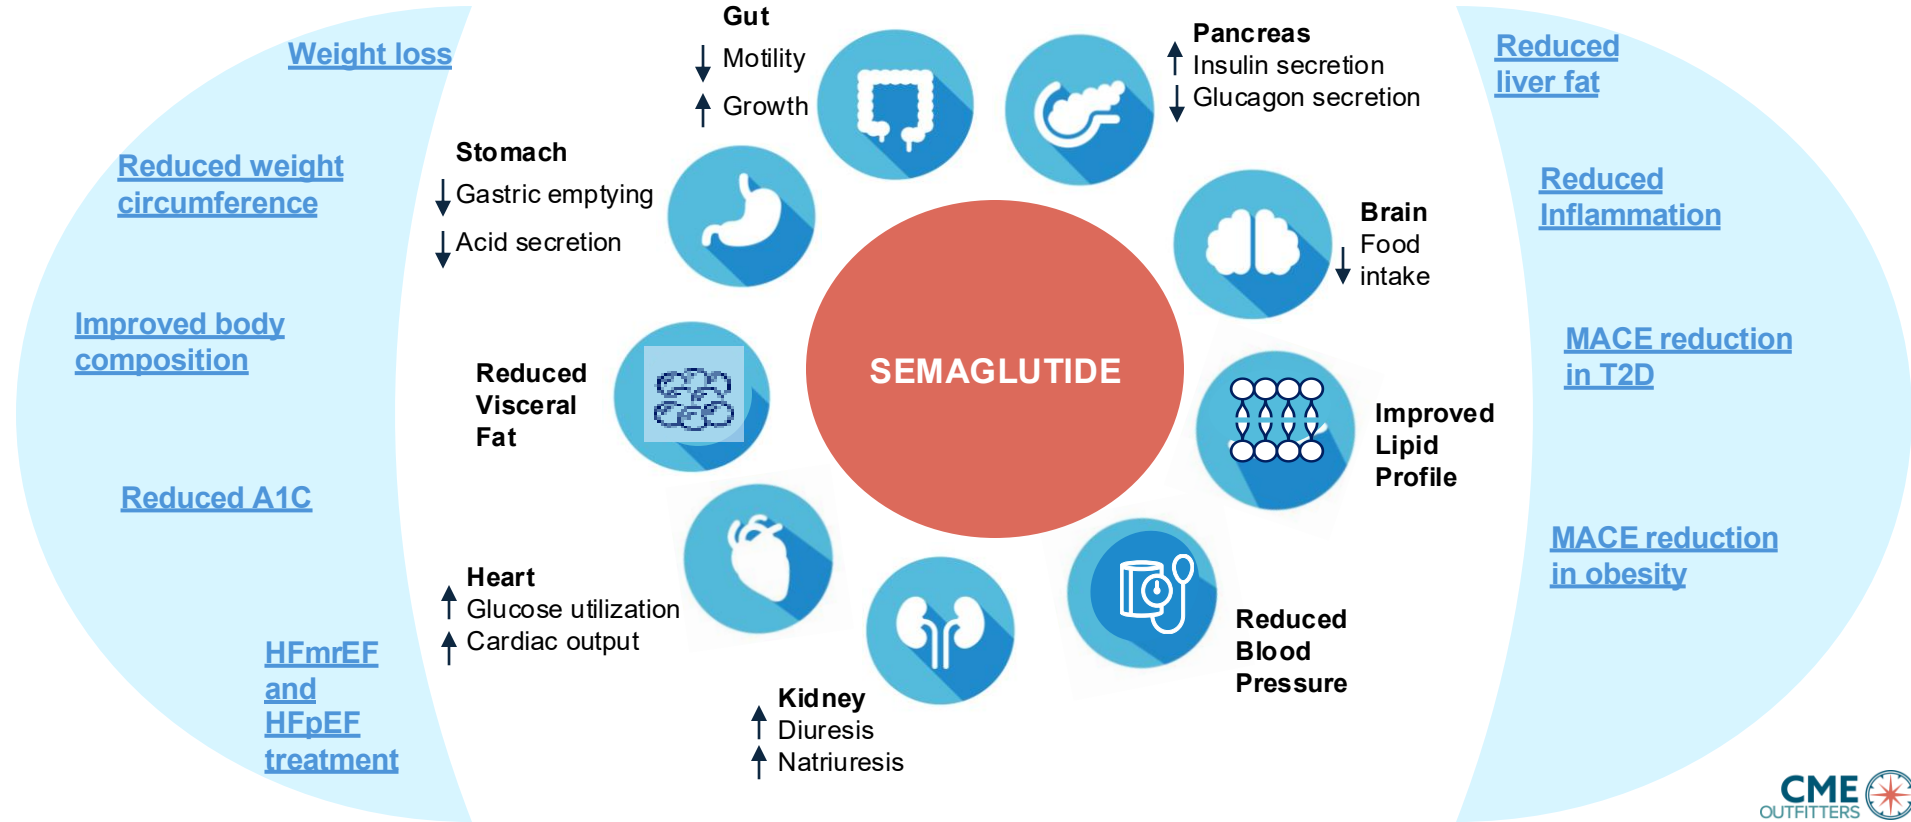 Weight loss
Reduced weight
circumference
Improved body
composition
Reduced A1C
HFmrEF
and
HFpEF
treatment
Gut
Motility
Growth
Stomach
Gastric emptying
Acid secretion
Reduced
Visceral
Fat
Heart
Glucose utilization
Cardiac output
Kidney
Diuresis
Natriuresis
SEMAGLUTIDE
Pancreas
Insulin secretion
Glucagon secretion
Brain
Food
intake
Improved
Lipid
Profile
Reduced
Blood
Pressure
Reduced
liver fat
Reduced
Inflammation
MACE reduction
in T2D
MACE reduction
in obesity
CME
OUTFITTERS